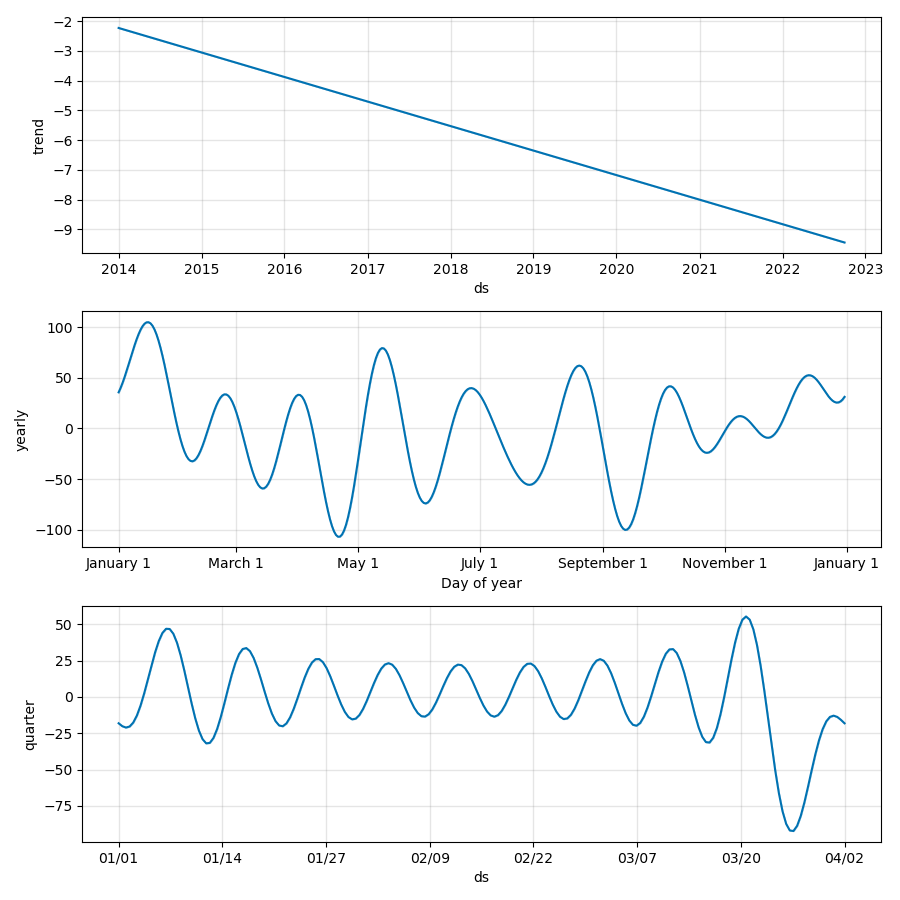 −2
−3
−4
−5
−6
−7
−8
−9
trend
2014 2015 2016 2017 2018 2019 2020 2021 2022 2023
ds
100
50
0
−50
−100
yearly
January 1 March 1 May 1 July 1 September 1 November 1 January 1
Day of year
50
25
0
−25
−50
−75
quarter
01/01 01/14 01/27 02/09 02/22 03/07 03/20 04/02
ds